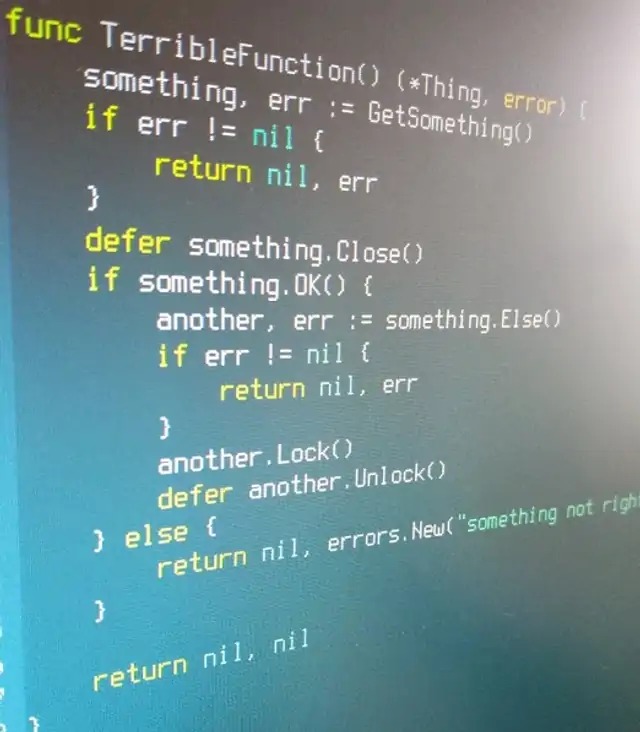 func TerribleFunction() (*Thing, error) {
something, err := GetSomething()
if err != nil {
return nil, err
}
defer something.Close()
if something.OK() {
another, err := something.Else()
if err != nil {
return nil, err
}
another.Lock()
defer another.Unlock()
} else {
return nil, errors.New("something not righ
}
return nil, nil
}